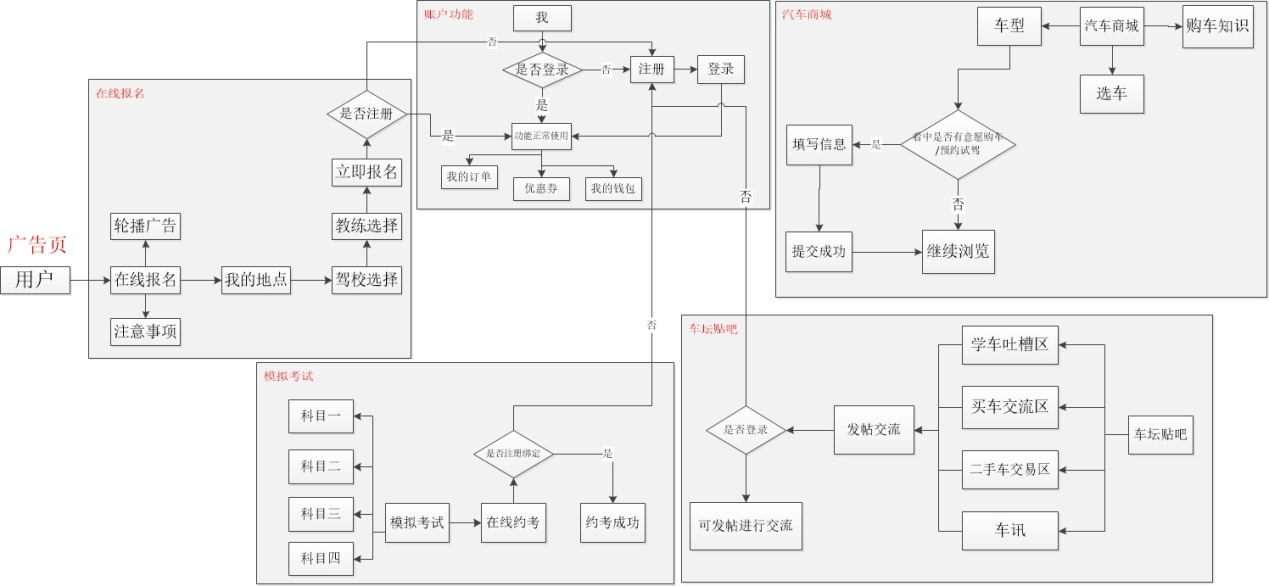 账户功能
我
是否登录
否
注册
登录
是
功能正常使用
我的订单
优惠券
我的钱包
否
是
否
否
汽车商城
车型
汽车商城
购车知识
选车
看中是否有意愿购车
/预约试驾
是
填写信息
否
提交成功
继续浏览
在线报名
是否注册
立即报名
轮播广告
教练选择
广告页
用户
在线报名
我的地点
驾校选择
注意事项
模拟考试
科目一
科目二
科目三
科目四
模拟考试
在线约考
是否注册绑定
是
约考成功
车坛贴吧
学车吐槽区
买车交流区
二手车交易区
车讯
车坛贴吧
发帖交流
是否登录
可发帖进行交流